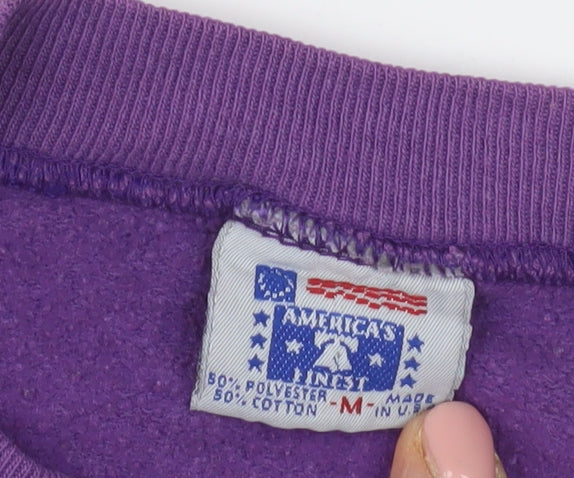 AMERICA'S
FINEST
50% POLYESTER
50% COTTON -M- MADE
IN U.S